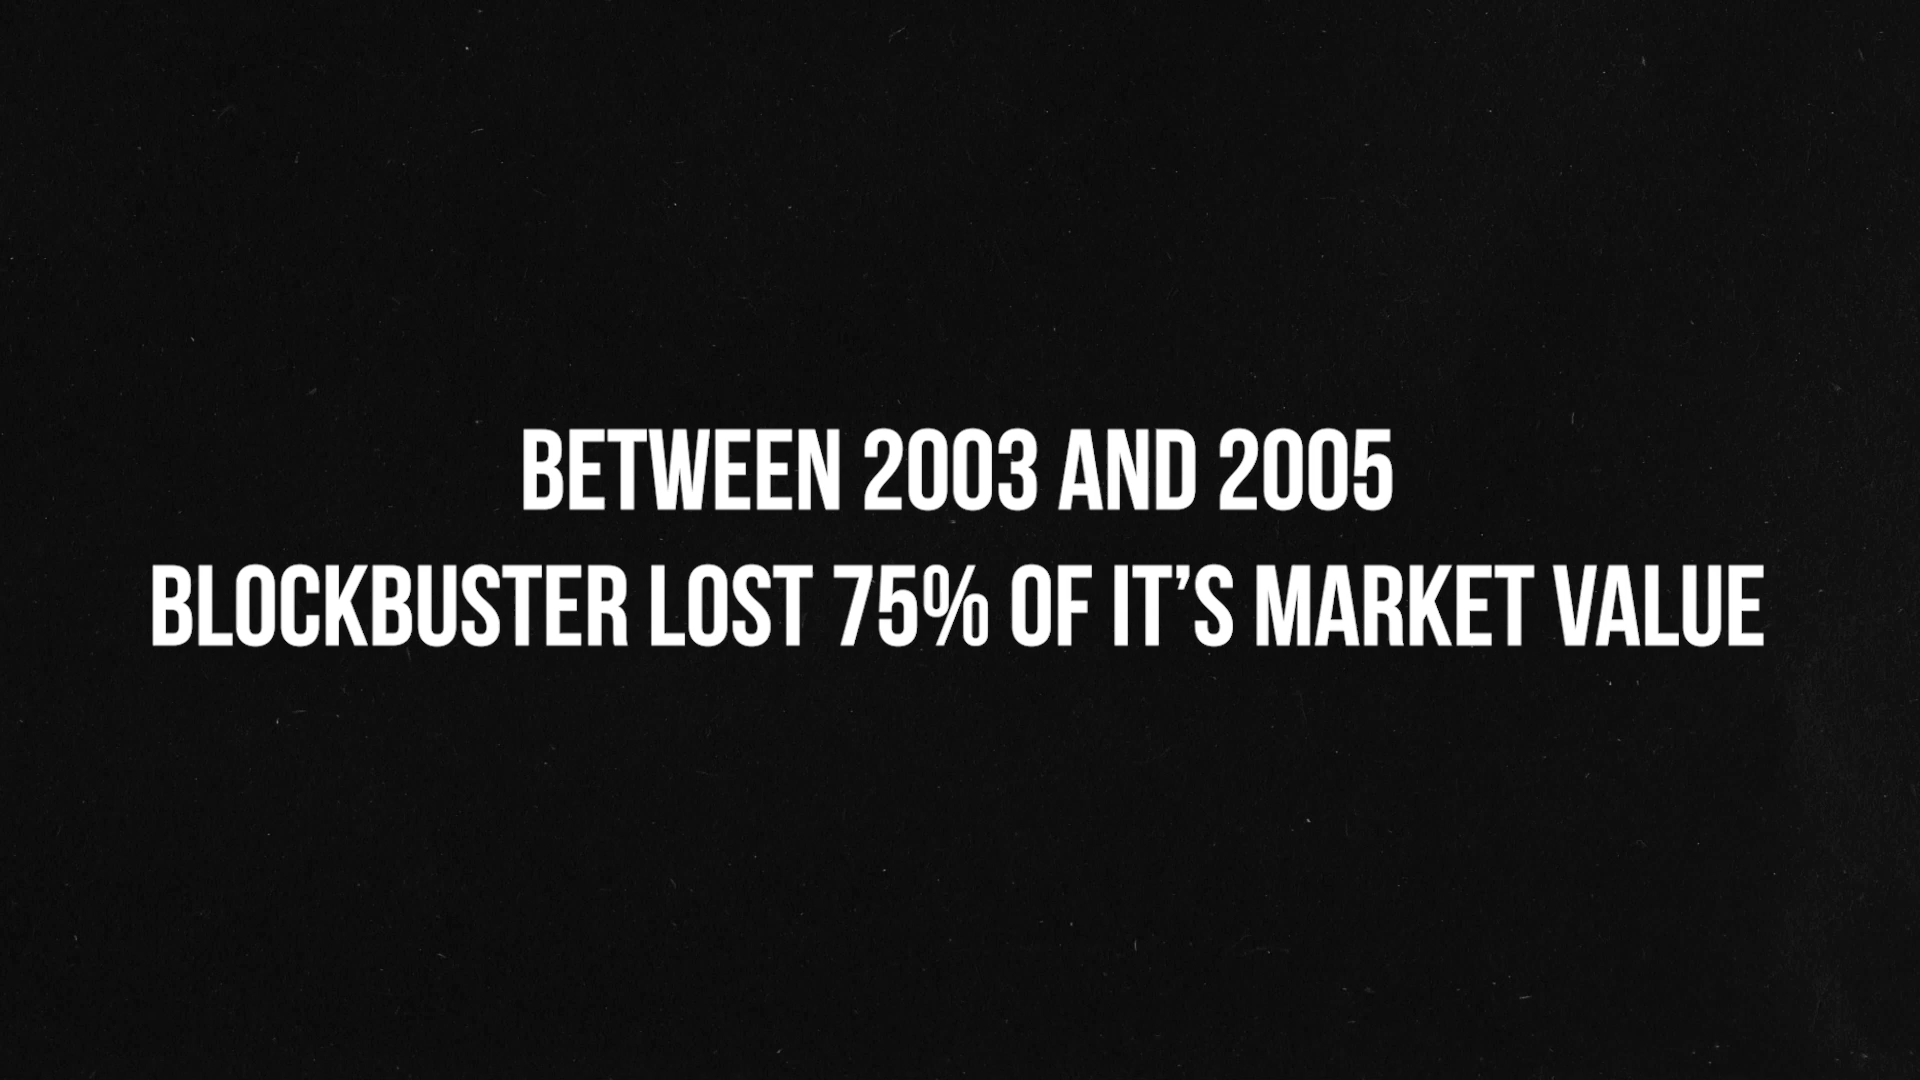 BETWEEN 2003 AND 2005
BLOCKBUSTER LOST 75% OF IT’S MARKET VALUE